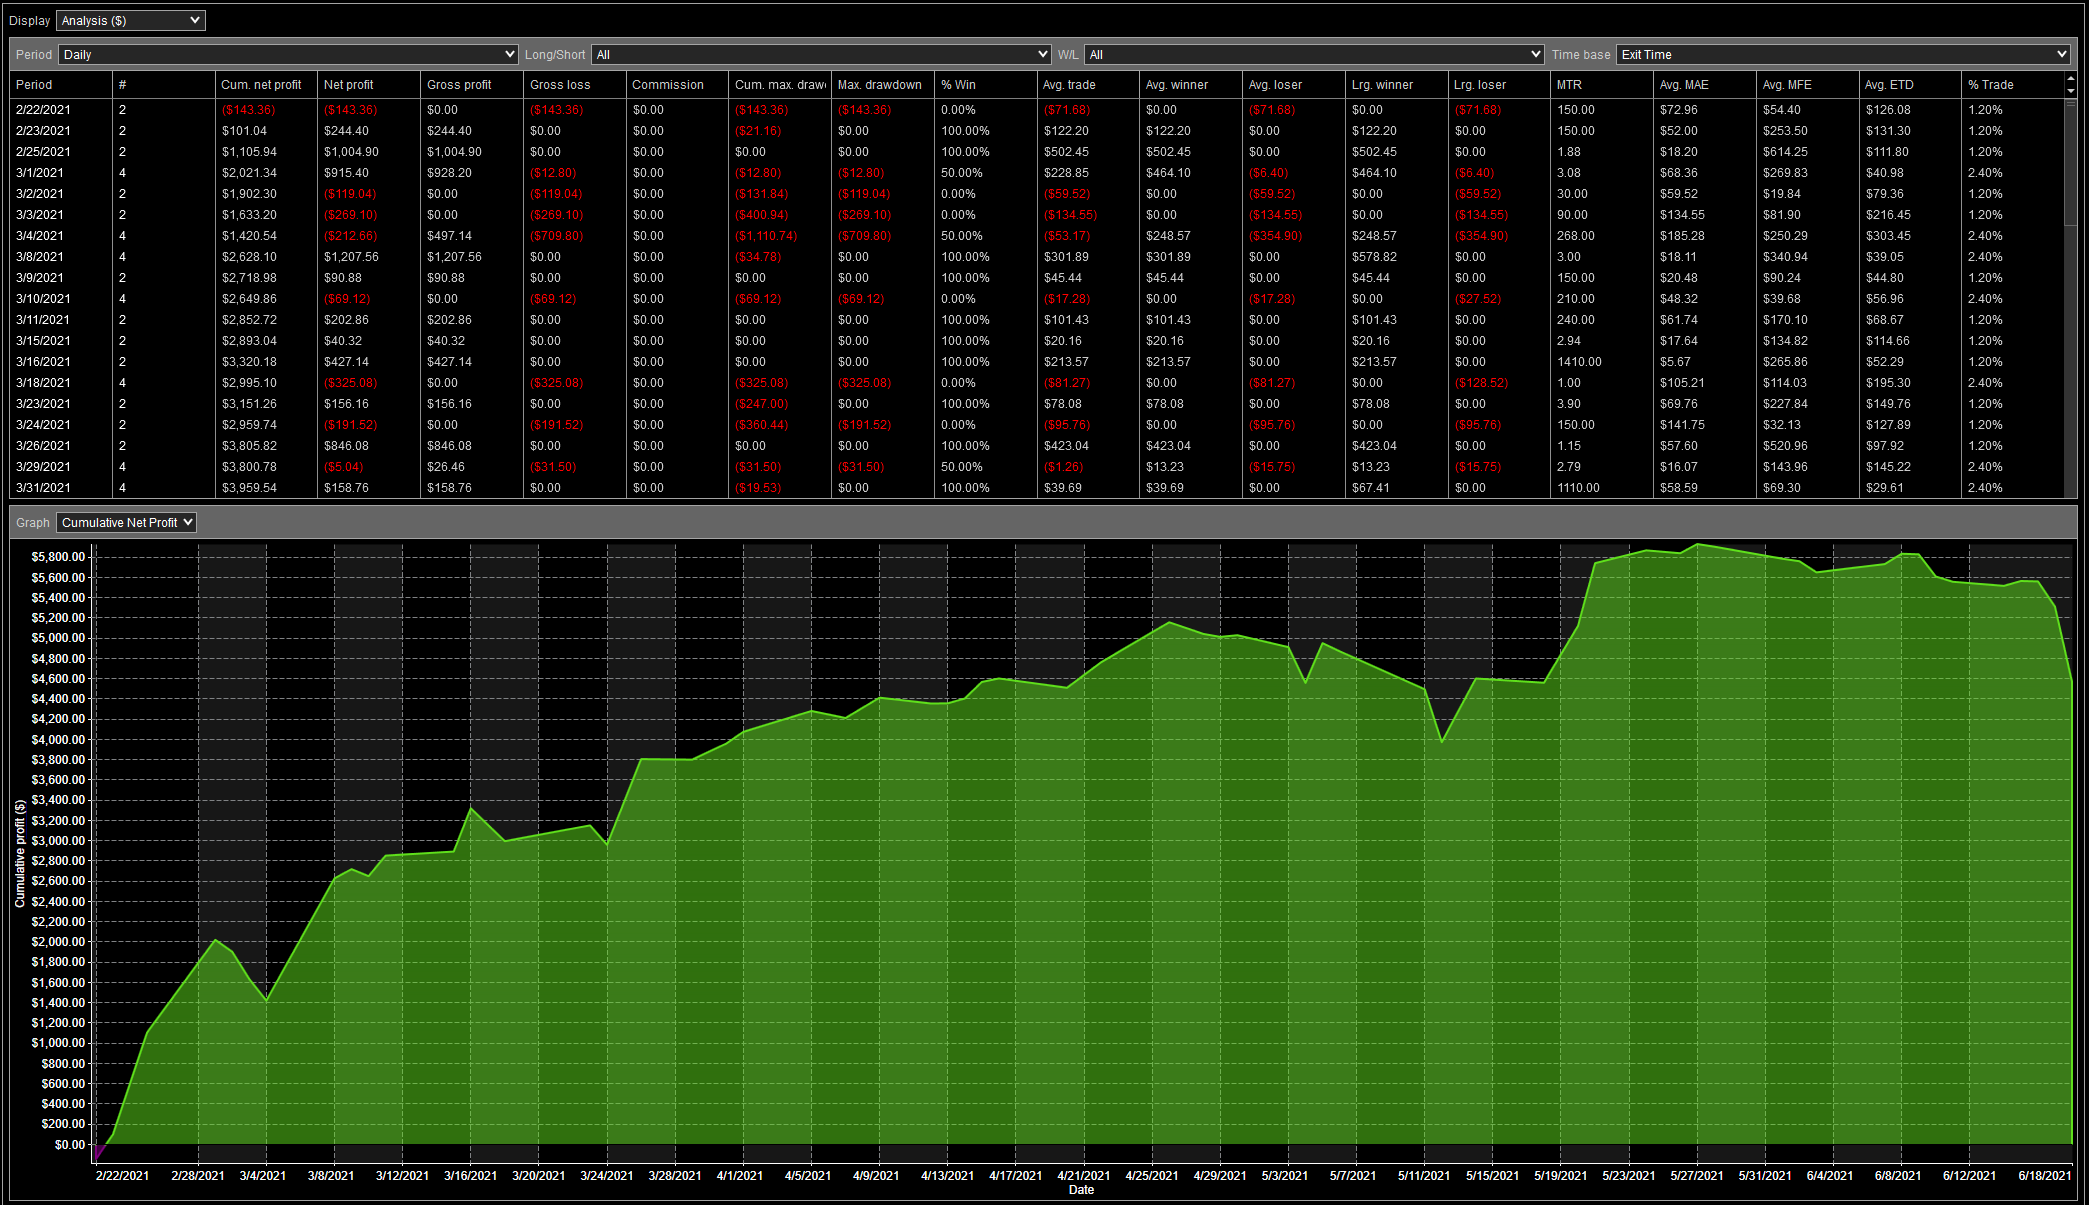 Display Analysis ($)
Period Daily Long/Short All W/L All Time base Exit Time
Period # Cum. net profit Net profit Gross profit Gross loss Commission Cum. max. draw Max. drawdown % Win Avg. trade Avg. winner Avg. loser Lrg. winner Lrg. loser MTR Avg. MAE Avg. MFE Avg. ETD % Trade
2/22/2021 2 ($143.36) ($143.36) $0.00 ($143.36) $0.00 ($143.36) ($143.36) 0.00% ($71.68) $0.00 ($71.68) $0.00 ($71.68) 150.00 $72.96 $54.40 $126.08 1.20%
2/23/2021 2 $101.04 $244.40 $244.40 $0.00 $0.00 ($21.16) $0.00 100.00% $122.20 $122.20 $0.00 $122.20 $0.00 150.00 $52.00 $253.50 $131.30 1.20%
2/25/2021 2 $1,105.94 $1,004.90 $1,004.90 $0.00 $0.00 $0.00 $0.00 100.00% $502.45 $502.45 $0.00 $502.45 $0.00 1.88 $18.20 $614.25 $111.80 1.20%
3/1/2021 4 $2,021.34 $915.40 $928.20 ($12.80) $0.00 ($12.80) ($12.80) 50.00% $228.85 $464.10 ($6.40) $464.10 ($6.40) 3.08 $68.36 $269.83 $40.98 2.40%
3/2/2021 2 $1,902.30 ($119.04) $0.00 ($119.04) $0.00 ($131.84) ($119.04) 0.00% ($59.52) $0.00 ($59.52) $0.00 ($59.52) 30.00 $59.52 $19.84 $79.36 1.20%
3/3/2021 2 $1,633.20 ($269.10) $0.00 ($269.10) $0.00 ($400.94) ($269.10) 0.00% ($134.55) $0.00 ($134.55) $0.00 ($134.55) 90.00 $134.55 $81.90 $216.45 1.20%
3/4/2021 4 $1,420.54 ($212.66) $497.14 ($709.80) $0.00 ($1,110.74) ($709.80) 50.00% ($53.17) $248.57 ($354.90) $248.57 ($354.90) 268.00 $185.28 $250.29 $303.45 2.40%
3/8/2021 4 $2,628.10 $1,207.56 $1,207.56 $0.00 $0.00 ($34.78) $0.00 100.00% $301.89 $301.89 $0.00 $578.82 $0.00 3.00 $18.11 $340.94 $39.05 2.40%
3/9/2021 2 $2,718.98 $90.88 $90.88 $0.00 $0.00 $0.00 $0.00 100.00% $45.44 $45.44 $0.00 $45.44 $0.00 150.00 $20.48 $90.24 $44.80 1.20%
3/10/2021 4 $2,649.86 ($69.12) $0.00 ($69.12) $0.00 ($69.12) ($69.12) 0.00% ($17.28) $0.00 ($17.28) $0.00 ($27.52) 210.00 $48.32 $39.68 $56.96 2.40%
3/11/2021 2 $2,852.72 $202.86 $202.86 $0.00 $0.00 $0.00 $0.00 100.00% $101.43 $101.43 $0.00 $101.43 $0.00 240.00 $61.74 $170.10 $68.67 1.20%
3/15/2021 2 $2,893.04 $40.32 $40.32 $0.00 $0.00 $0.00 $0.00 100.00% $20.16 $20.16 $0.00 $20.16 $0.00 2.94 $17.64 $134.82 $114.66 1.20%
3/16/2021 2 $3,320.18 $427.14 $427.14 $0.00 $0.00 $0.00 $0.00 100.00% $213.57 $213.57 $0.00 $213.57 $0.00 1410.00 $5.67 $265.86 $52.29 1.20%
3/18/2021 4 $2,995.10 ($325.08) $0.00 ($325.08) $0.00 ($325.08) ($325.08) 0.00% ($81.27) $0.00 ($81.27) $0.00 ($128.52) 1.00 $105.21 $114.03 $195.30 2.40%
3/23/2021 2 $3,151.26 $156.16 $156.16 $0.00 $0.00 ($247.00) $0.00 100.00% $78.08 $78.08 $0.00 $78.08 $0.00 3.90 $69.76 $227.84 $149.76 1.20%
3/24/2021 2 $2,959.74 ($191.52) $0.00 ($191.52) $0.00 ($360.44) ($191.52) 0.00% ($95.76) $0.00 ($95.76) $0.00 ($95.76) 150.00 $141.75 $32.13 $127.89 1.20%
3/26/2021 2 $3,805.82 $846.08 $846.08 $0.00 $0.00 $0.00 $0.00 100.00% $423.04 $423.04 $0.00 $423.04 $0.00 1.15 $57.60 $520.96 $97.92 1.20%
3/29/2021 4 $3,800.78 ($5.04) $26.46 ($31.50) $0.00 ($31.50) ($31.50) 50.00% ($1.26) $13.23 ($15.75) $13.23 ($15.75) 2.79 $16.07 $143.96 $145.22 2.40%
3/31/2021 4 $3,959.54 $158.76 $158.76 $0.00 $0.00 ($19.53) $0.00 100.00% $39.69 $39.69 $0.00 $67.41 $0.00 1110.00 $58.59 $69.30 $29.61 2.40%
Graph Cumulative Net Profit
$5,800.00
$5,600.00
$5,400.00
$5,200.00
$5,000.00
$4,800.00
$4,600.00
$4,400.00
$4,200.00
$4,000.00
$3,800.00
$3,600.00
$3,400.00
$3,200.00
$3,000.00
$2,800.00
$2,600.00
$2,400.00
$2,200.00
$2,000.00
$1,800.00
$1,600.00
$1,400.00
$1,200.00
$1,000.00
$800.00
$600.00
$400.00
$200.00
$0.00
Cumulative profit ($)
2/22/2021 2/28/2021 3/4/2021 3/8/2021 3/12/2021 3/16/2021 3/20/2021 3/24/2021 3/28/2021 4/1/2021 4/5/2021 4/9/2021 4/13/2021 4/17/2021 4/21/2021 4/25/2021 4/29/2021 5/3/2021 5/7/2021 5/11/2021 5/15/2021 5/19/2021 5/23/2021 5/27/2021 5/31/2021 6/4/2021 6/8/2021 6/12/2021 6/18/2021
Date